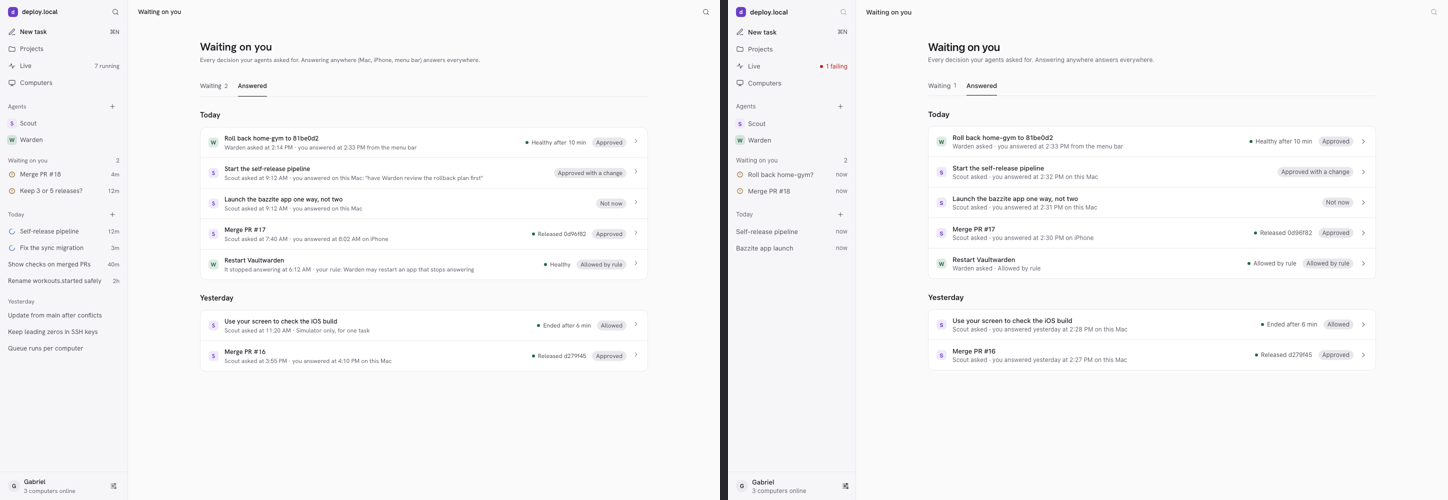 d deploy.local
New task ⌘N
Projects
Live 7 running
Computers
Agents +
S Scout
W Warden
Waiting on you 2
Merge PR #18 4m
Keep 3 or 5 releases? 12m
Today +
Self-release pipeline 12m
Fix the sync migration 3m
Show checks on merged PRs 40m
Rename workouts.started safely 2h
Yesterday
Update from main after conflicts
Keep leading zeros in SSH keys
Queue runs per computer
G Gabriel
3 computers online
Waiting on you
Waiting on you
Every decision your agents asked for. Answering anywhere (Mac, iPhone, menu bar) answers everywhere.
Waiting 2 Answered
Today
W Roll back home-gym to 81be0d2
Warden asked at 2:14 PM · you answered at 2:33 PM from the menu bar
Healthy after 10 min Approved
S Start the self-release pipeline
Scout asked at 9:12 AM · you answered on this Mac: "have Warden review the rollback plan first"
Approved with a change
S Launch the bazzite app one way, not two
Scout asked at 9:12 AM · you answered on this Mac
Not now
S Merge PR #17
Scout asked at 7:40 AM · you answered at 8:02 AM on iPhone
Released 0d96f82 Approved
W Restart Vaultwarden
It stopped answering at 6:12 AM · your rule: Warden may restart an app that stops answering
Healthy Allowed by rule
Yesterday
S Use your screen to check the iOS build
Scout asked at 11:20 AM · Simulator only, for one task
Ended after 6 min Allowed
S Merge PR #16
Scout asked at 3:55 PM · you answered at 4:10 PM on this Mac
Released d279f45 Approved
d deploy.local
New task ⌘N
Projects
Live 1 failing
Computers
Agents +
S Scout
W Warden
Waiting on you 2
Roll back home-gym? now
Merge PR #18 now
Today +
Self-release pipeline now
Bazzite app launch now
G Gabriel
3 computers online
Waiting on you
Waiting on you
Every decision your agents asked for. Answering anywhere answers everywhere.
Waiting 1 Answered
Today
W Roll back home-gym to 81be0d2
Warden asked · you answered at 2:33 PM from the menu bar
Healthy after 10 min Approved
S Start the self-release pipeline
Scout asked · you answered at 2:32 PM on this Mac
Approved with a change
S Launch the bazzite app one way, not two
Scout asked · you answered at 2:31 PM on this Mac
Not now
S Merge PR #17
Scout asked · you answered at 2:30 PM on iPhone
Released 0d96f82 Approved
W Restart Vaultwarden
Warden asked · Allowed by rule
Allowed by rule Allowed by rule
Yesterday
S Use your screen to check the iOS build
Scout asked · you answered yesterday at 2:28 PM on this Mac
Ended after 6 min Allowed
S Merge PR #16
Scout asked · you answered yesterday at 2:27 PM on this Mac
Released d279f45 Approved